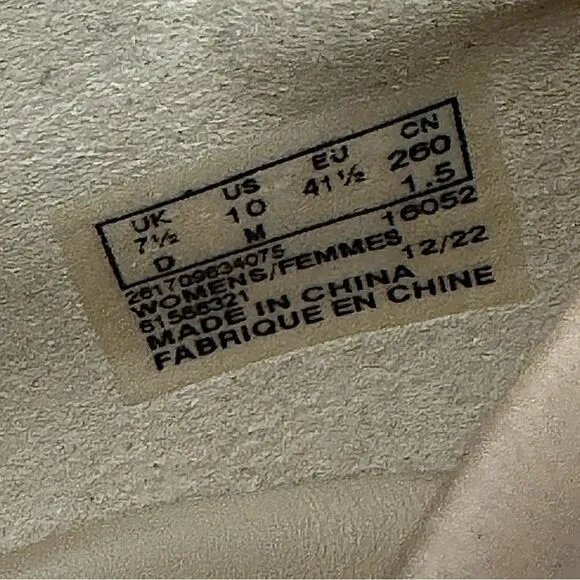 UK US EU CN
7½ 10 41½ 260
D M 1.5
261709634075 16052
WOMENS/FEMMES
61568321 12/22
MADE IN CHINA
FABRIQUE EN CHINE